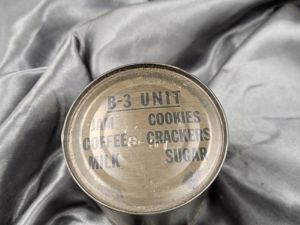 B-3 UNIT
JAM COOKIES
COFFEE CRACKERS
MILK SUGAR